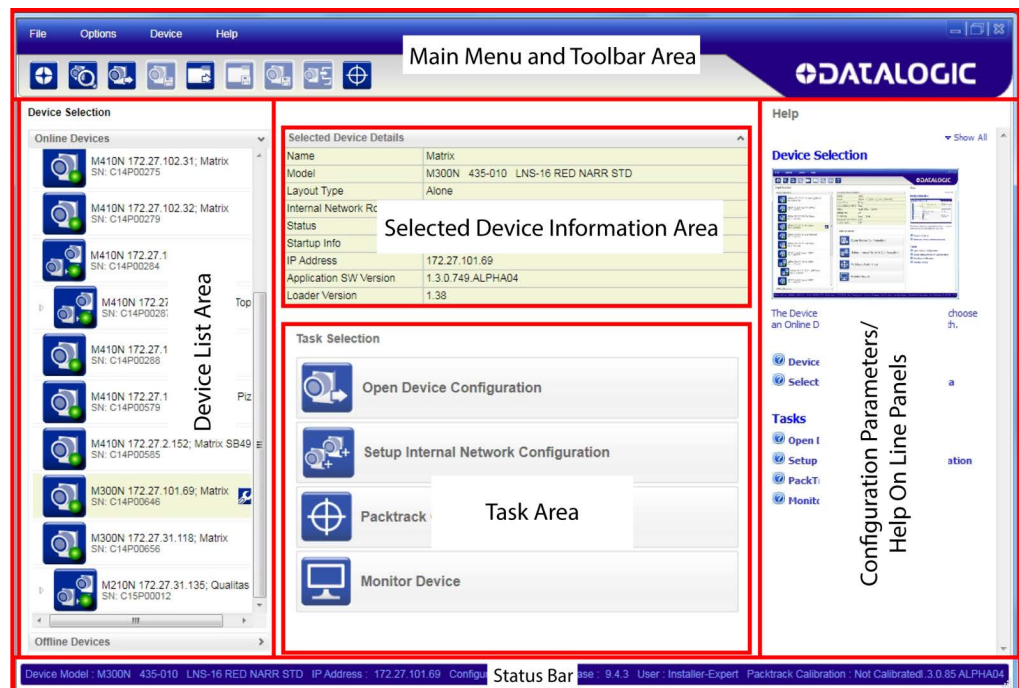 File Options Device Help
Main Menu and Toolbar Area
DATALOGIC
Device Selection
Online Devices
M410N 172.27.102.31; Matrix
SN: C14P00275
M410N 172.27.102.32; Matrix
SN: C14P00279
M410N 172.27.1
SN: C14P00284
M410N 172.27 Top
SN: C14P0028
M410N 172.27.1
SN: C14P00288
M410N 172.27.1 Piz
SN: C14P00579
M410N 172.27.2.152; Matrix SB49
SN: C14P00585
M300N 172.27.101.69; Matrix
SN: C14P00646
M300N 172.27.31.118; Matrix
SN: C14P00656
M210N 172.27.31.135; Qualitas
SN: C15P00012
Offline Devices
Device List Area
Selected Device Details
Name Matrix
Model M300N 435-010 LNS-16 RED NARR STD
Layout Type Alone
Internal Network Ro
Status
Startup Info
IP Address 172.27.101.69
Application SW Version 1.3.0.749.ALPHA04
Loader Version 1.38
Selected Device Information Area
Task Selection
Open Device Configuration
Setup Internal Network Configuration
Packtrack
Monitor Device
Task Area
Help
Show All
Device Selection
The Device choose
an Online D th.
Device
Select a
Tasks
Open
Setup ation
PackT
Monito
Configuration Parameters/
Help On Line Panels
Device Model : M300N 435-010 LNS-16 RED NARR STD IP Address : 172.27.101.69 Configu ase : 9.4.3 User : Installer-Expert Packtrack Calibration : Not Calibrated1.3.0.85 ALPHA04
Status Bar